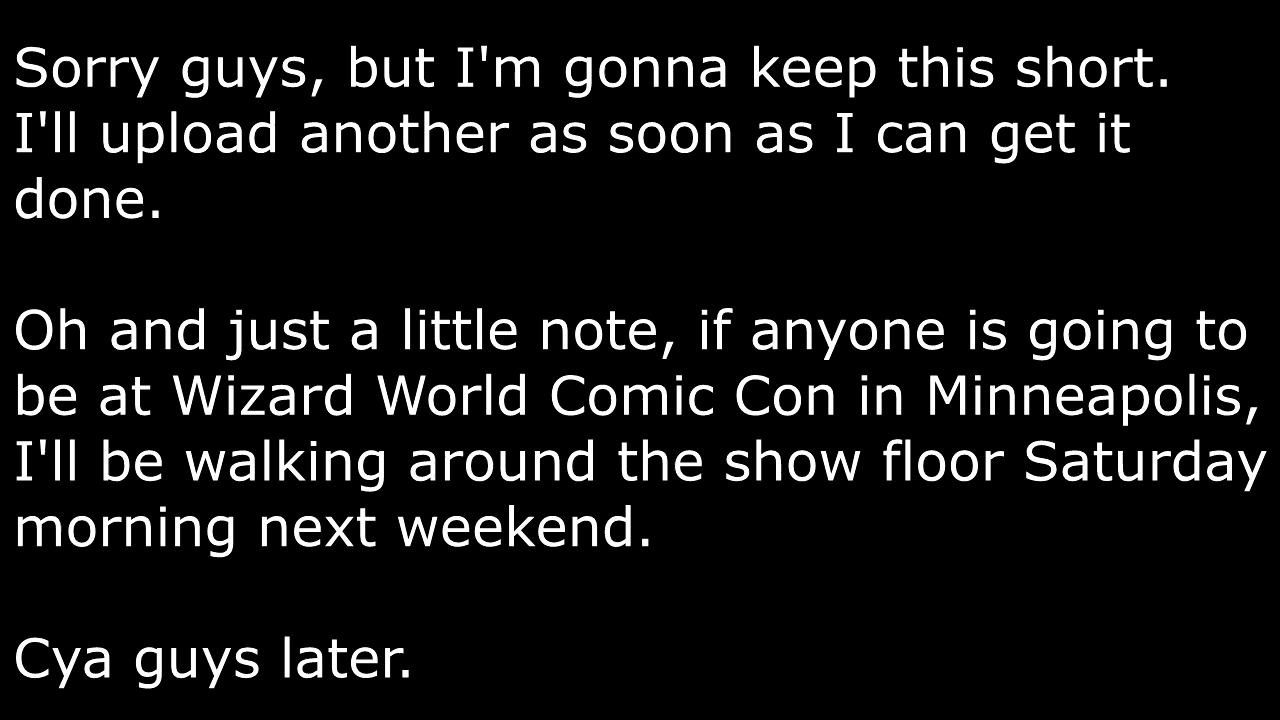 Sorry guys, but I'm gonna keep this short.
I'll upload another as soon as I can get it
done.
Oh and just a little note, if anyone is going to
be at Wizard World Comic Con in Minneapolis,
I'll be walking around the show floor Saturday
morning next weekend.
Cya guys later.